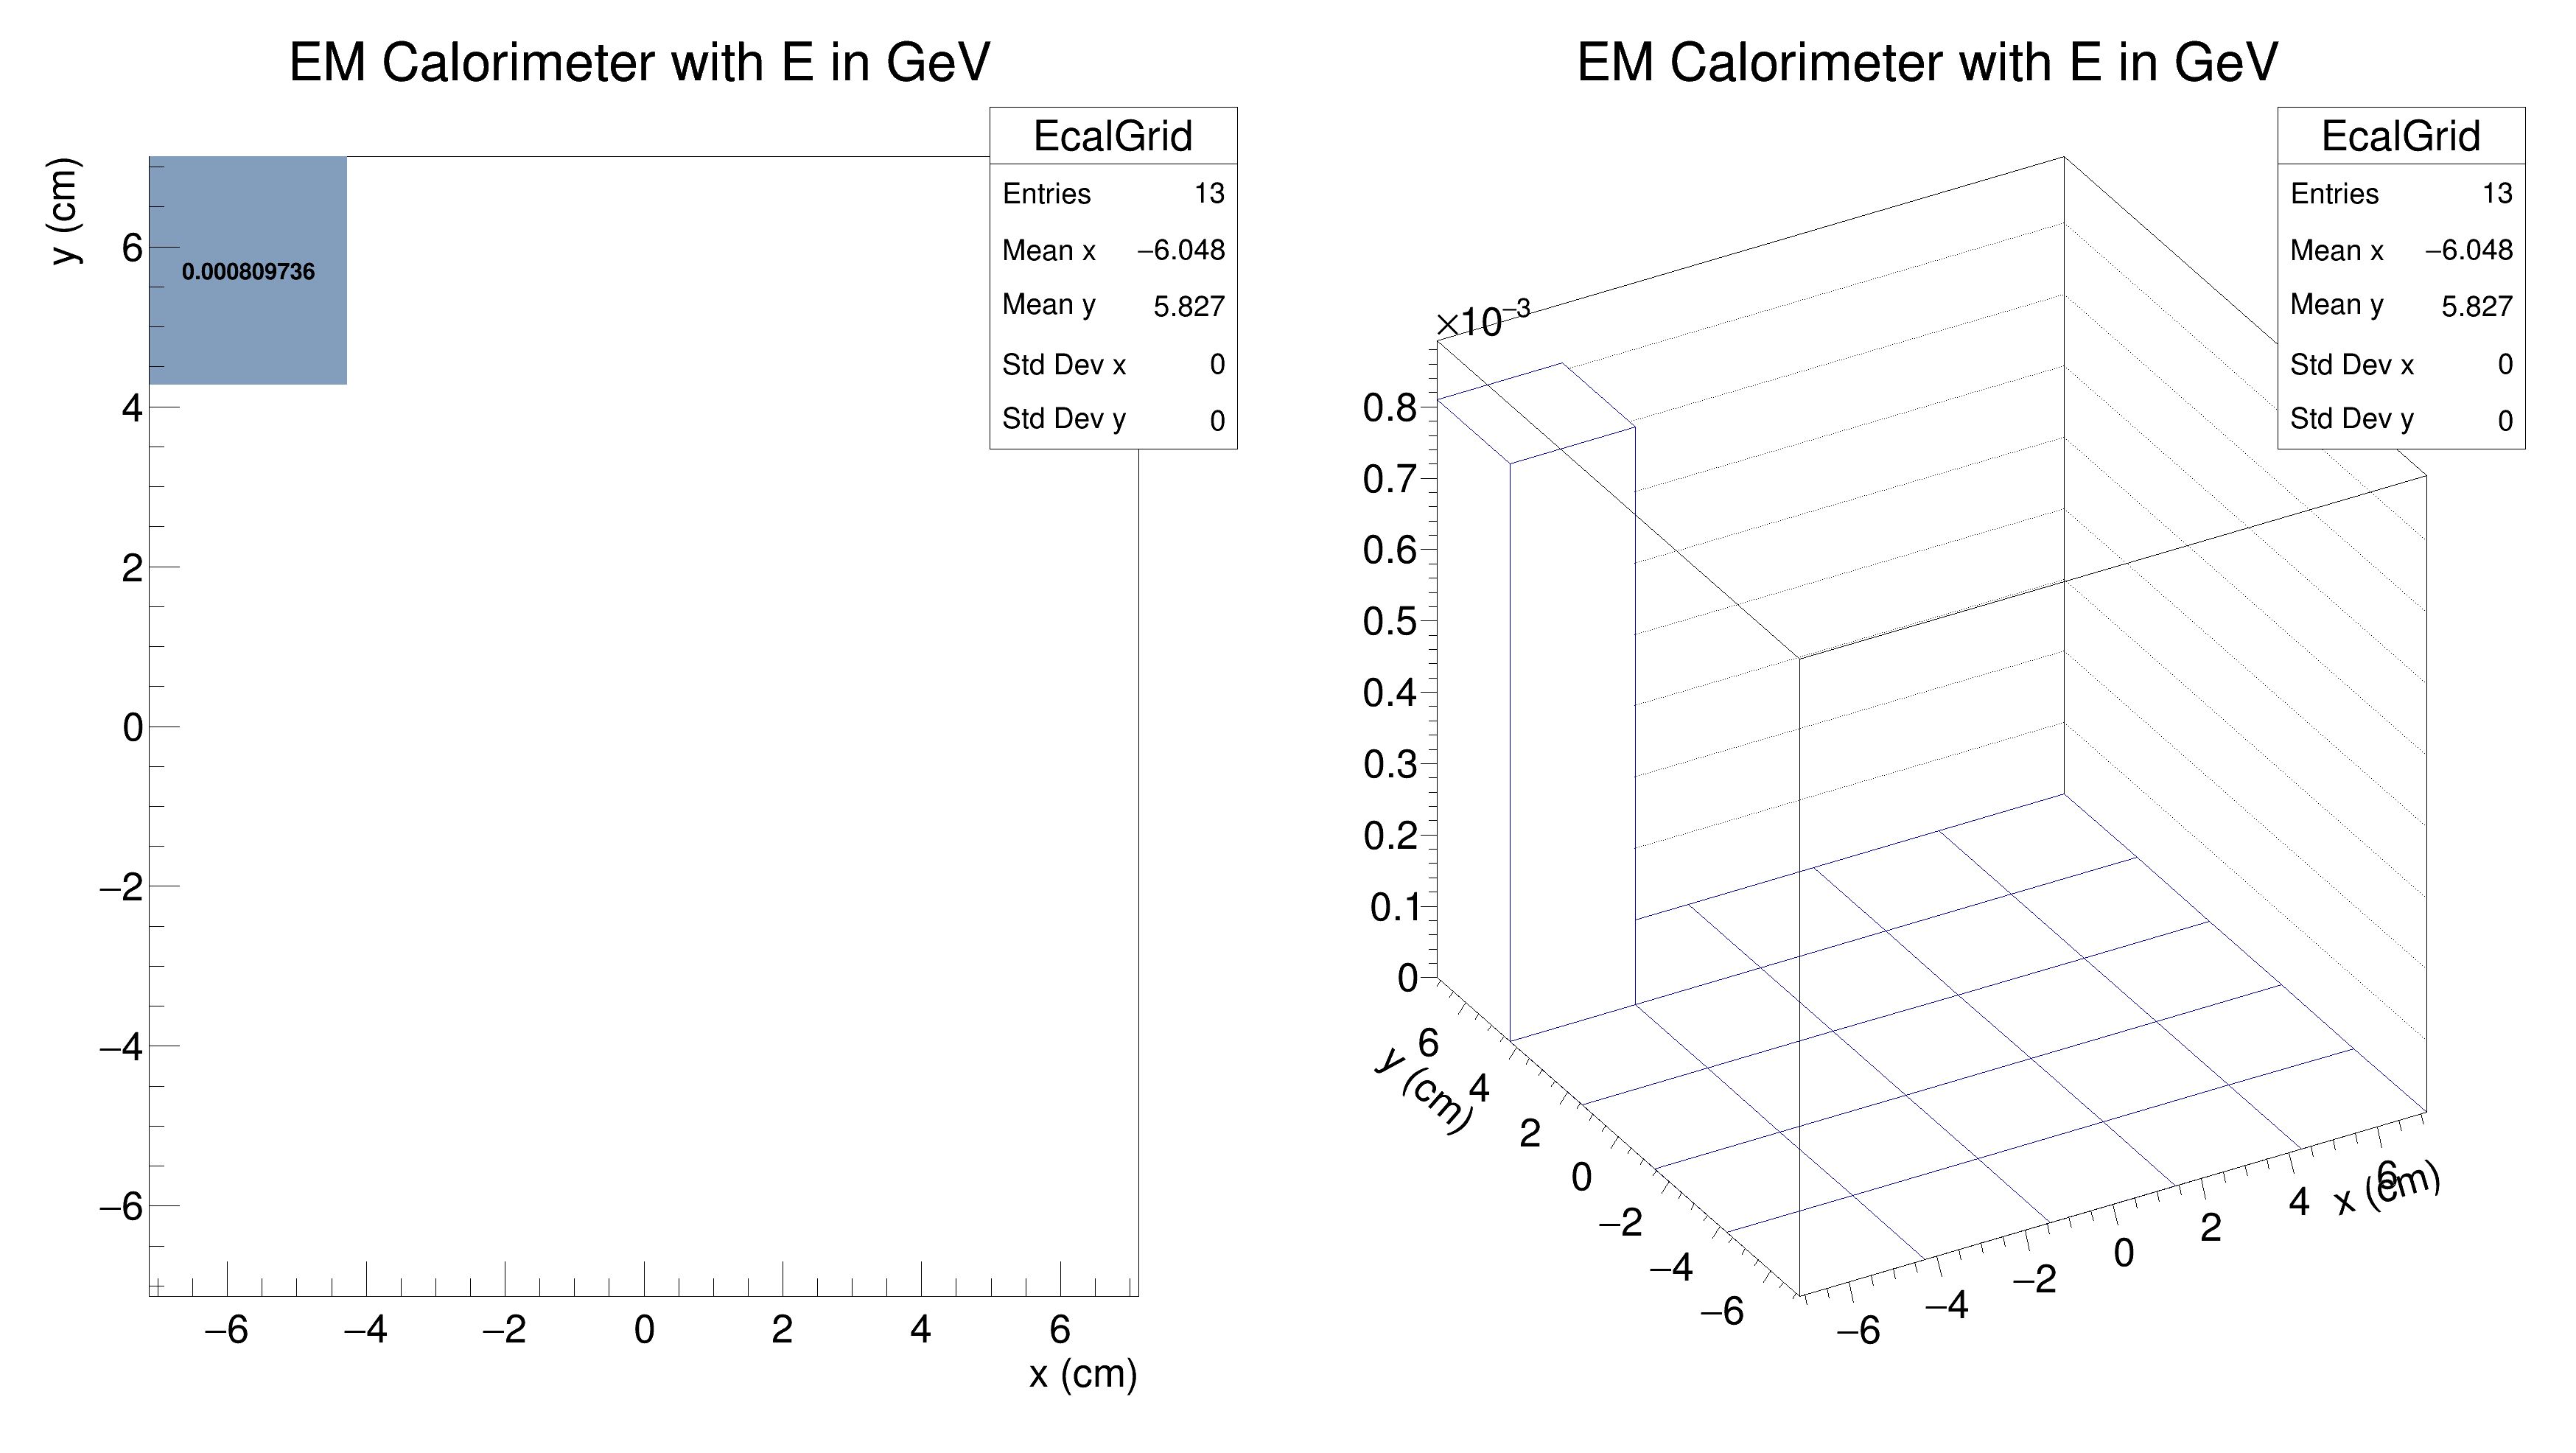 EM Calorimeter with E in GeV
EcalGrid
Entries 13
Mean x −6.048
Mean y 5.827
Std Dev x 0
Std Dev y 0
y (cm)
6
4
2
0
−2
−4
−6
0.000809736
−6 −4 −2 0 2 4 6
x (cm)
EM Calorimeter with E in GeV
EcalGrid
Entries 13
Mean x −6.048
Mean y 5.827
Std Dev x 0
Std Dev y 0
×10−3
0.8
0.7
0.6
0.5
0.4
0.3
0.2
0.1
0
y (cm)
6
4
2
0
−2
−4
−6
−6 −4 −2 0 2 4 6
x (cm)